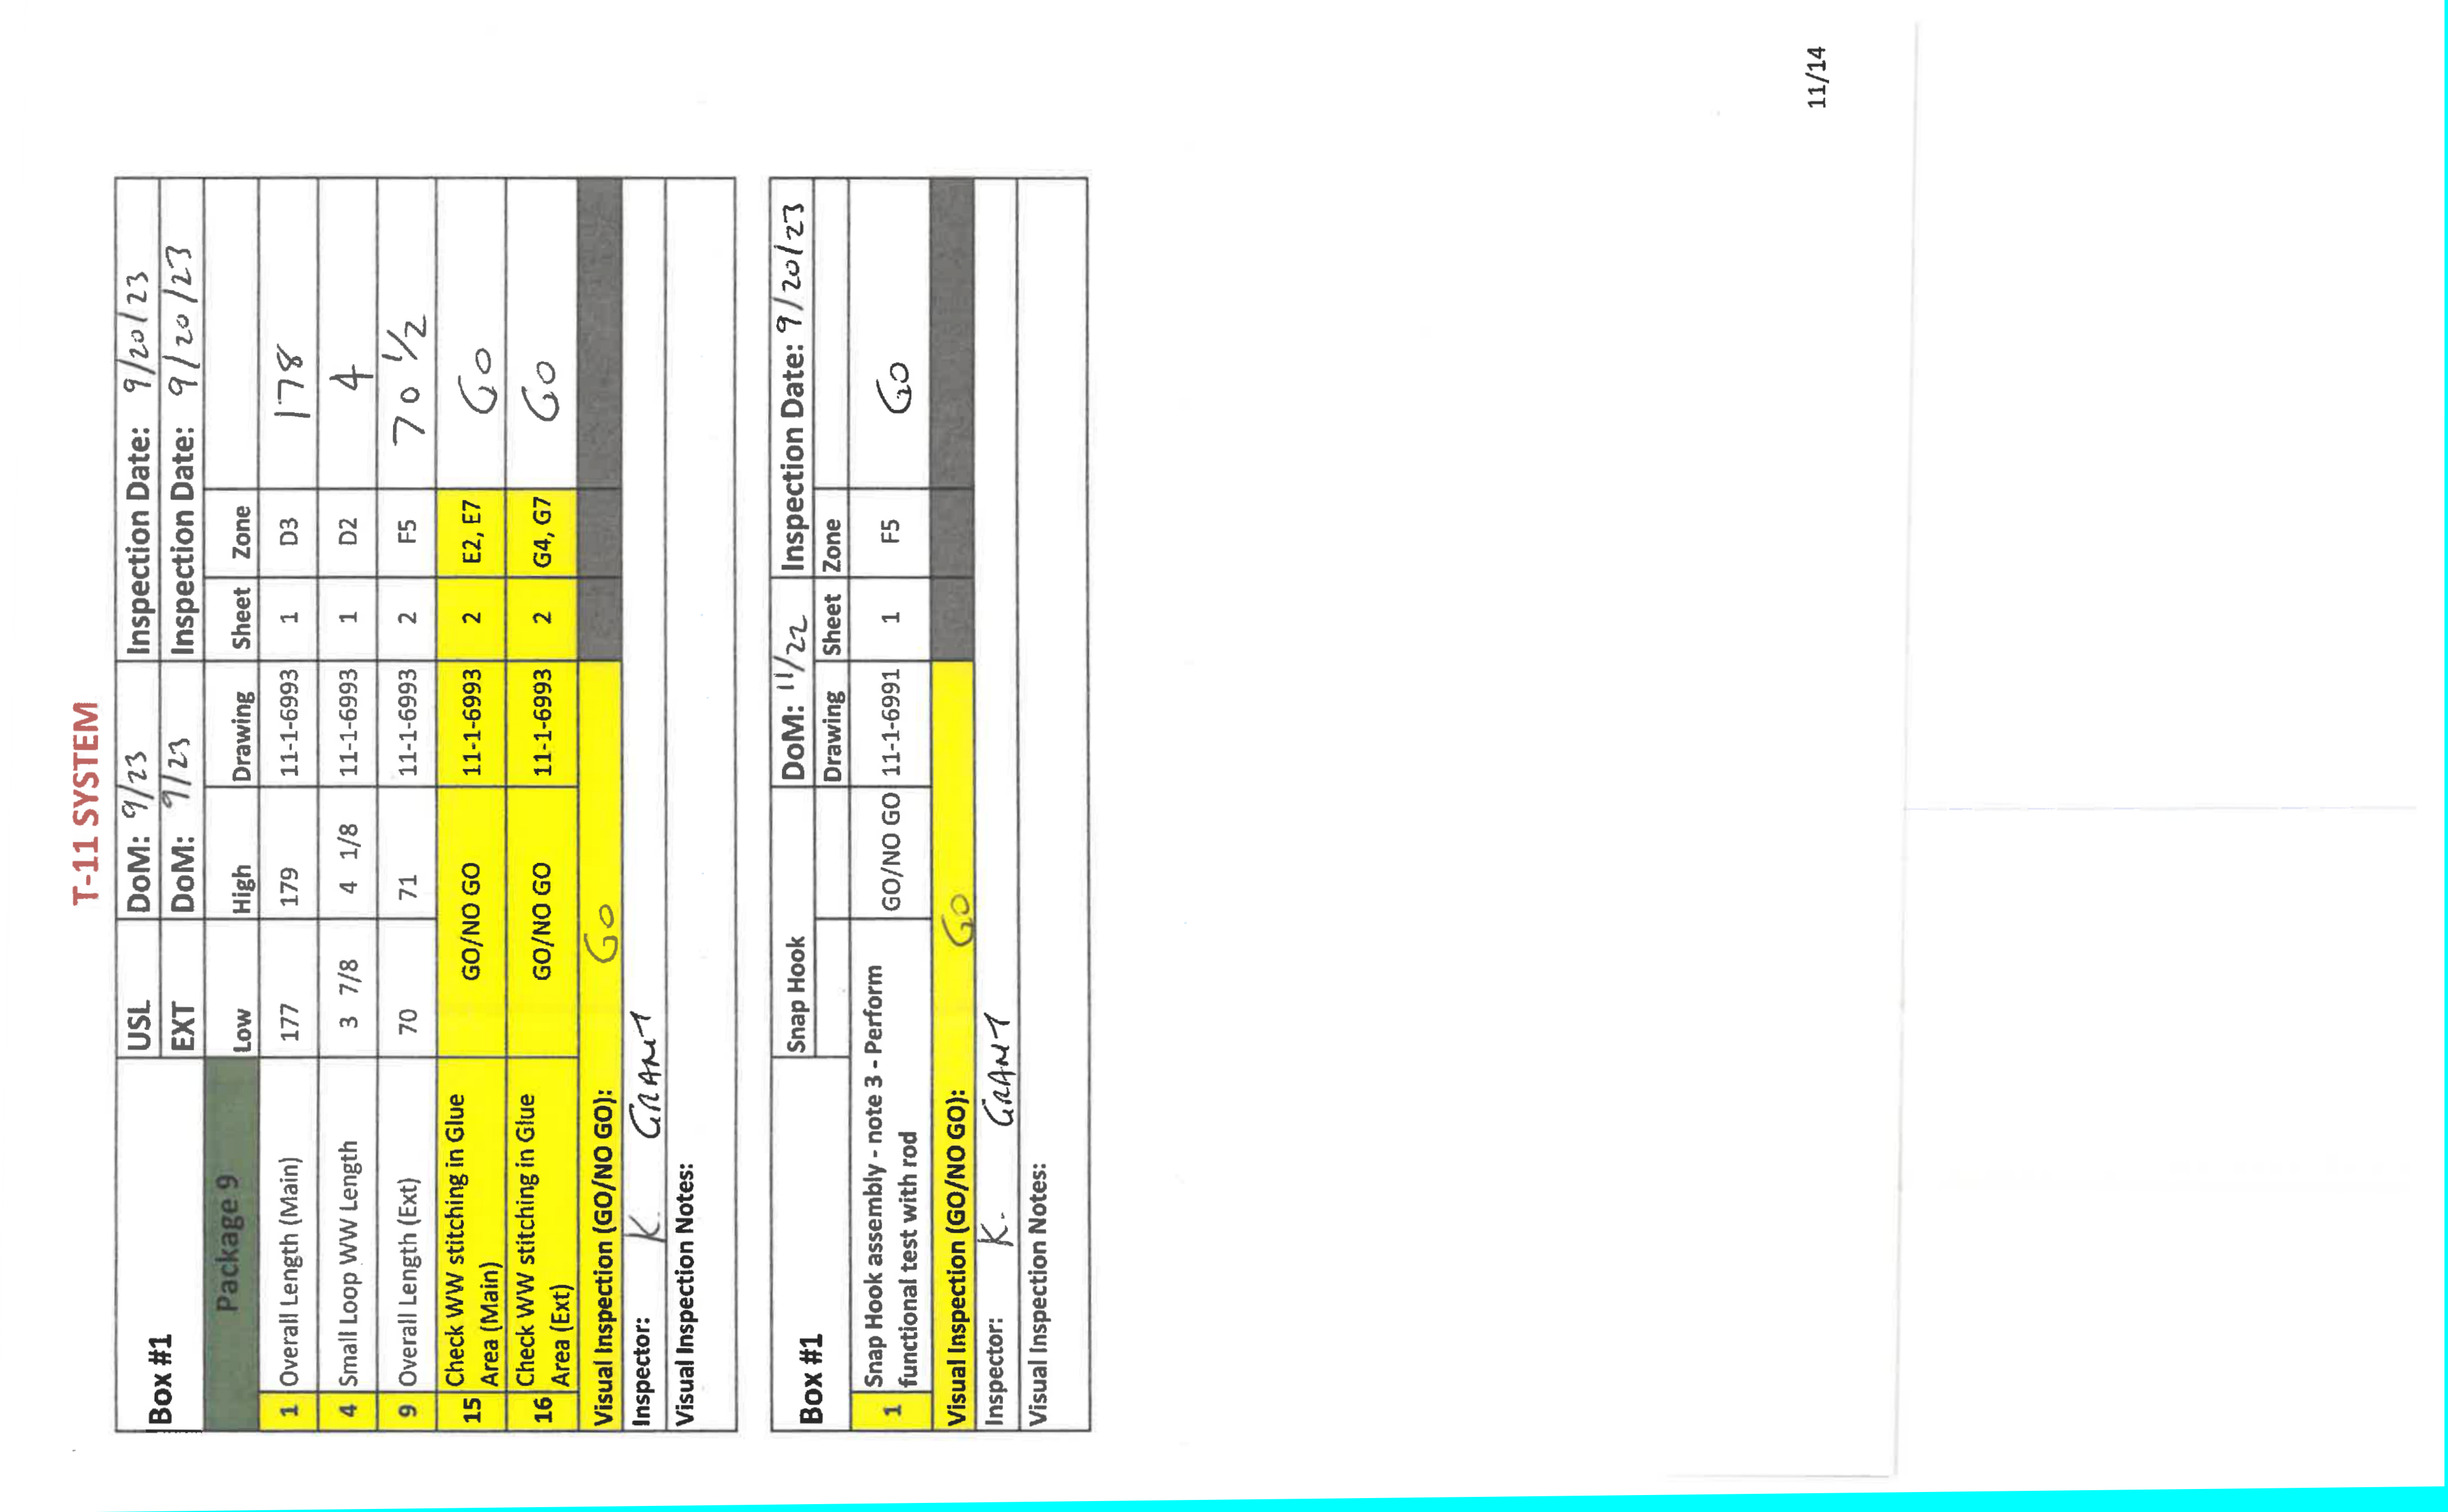 T-11 SYSTEM
Box #1 USL DoM: 9/23 Inspection Date: 9/20/23
EXT DoM: 9/23 Inspection Date: 9/20/23
Package 9 Low High Drawing Sheet Zone
1 Overall Length (Main) 177 179 11-1-6993 1 D3 178
4 Small Loop WW Length 3 7/8 4 1/8 11-1-6993 1 D2 4
9 Overall Length (Ext) 70 71 11-1-6993 2 F5 70 1/2
15 Check WW stitching in Glue Area (Main) GO/NO GO 11-1-6993 2 E2, E7 GO
16 Check WW stitching in Glue Area (Ext) GO/NO GO 11-1-6993 2 G4, G7 GO
Visual Inspection (GO/NO GO): GO
Inspector: K. GRANT
Visual Inspection Notes:
Box #1 Snap Hook DoM: 11/22 Inspection Date: 9/20/23
Drawing Sheet Zone
1 Snap Hook assembly - note 3 - Perform functional test with rod GO/NO GO 11-1-6991 1 F5 GO
Visual Inspection (GO/NO GO): GO
Inspector: K. GRANT
Visual Inspection Notes:
11/14